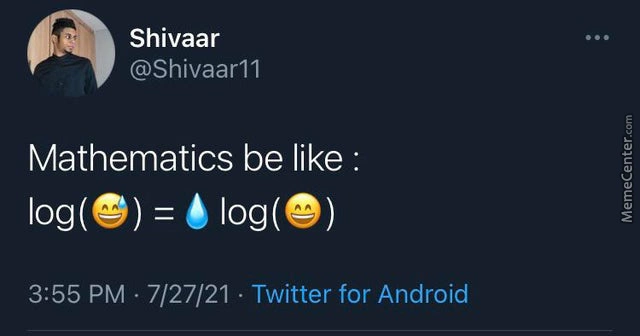 Shivaar
@Shivaar11
Mathematics be like :
log(😅) = 💧 log(😄)
3:55 PM · 7/27/21 · Twitter for Android
MemeCenter.com